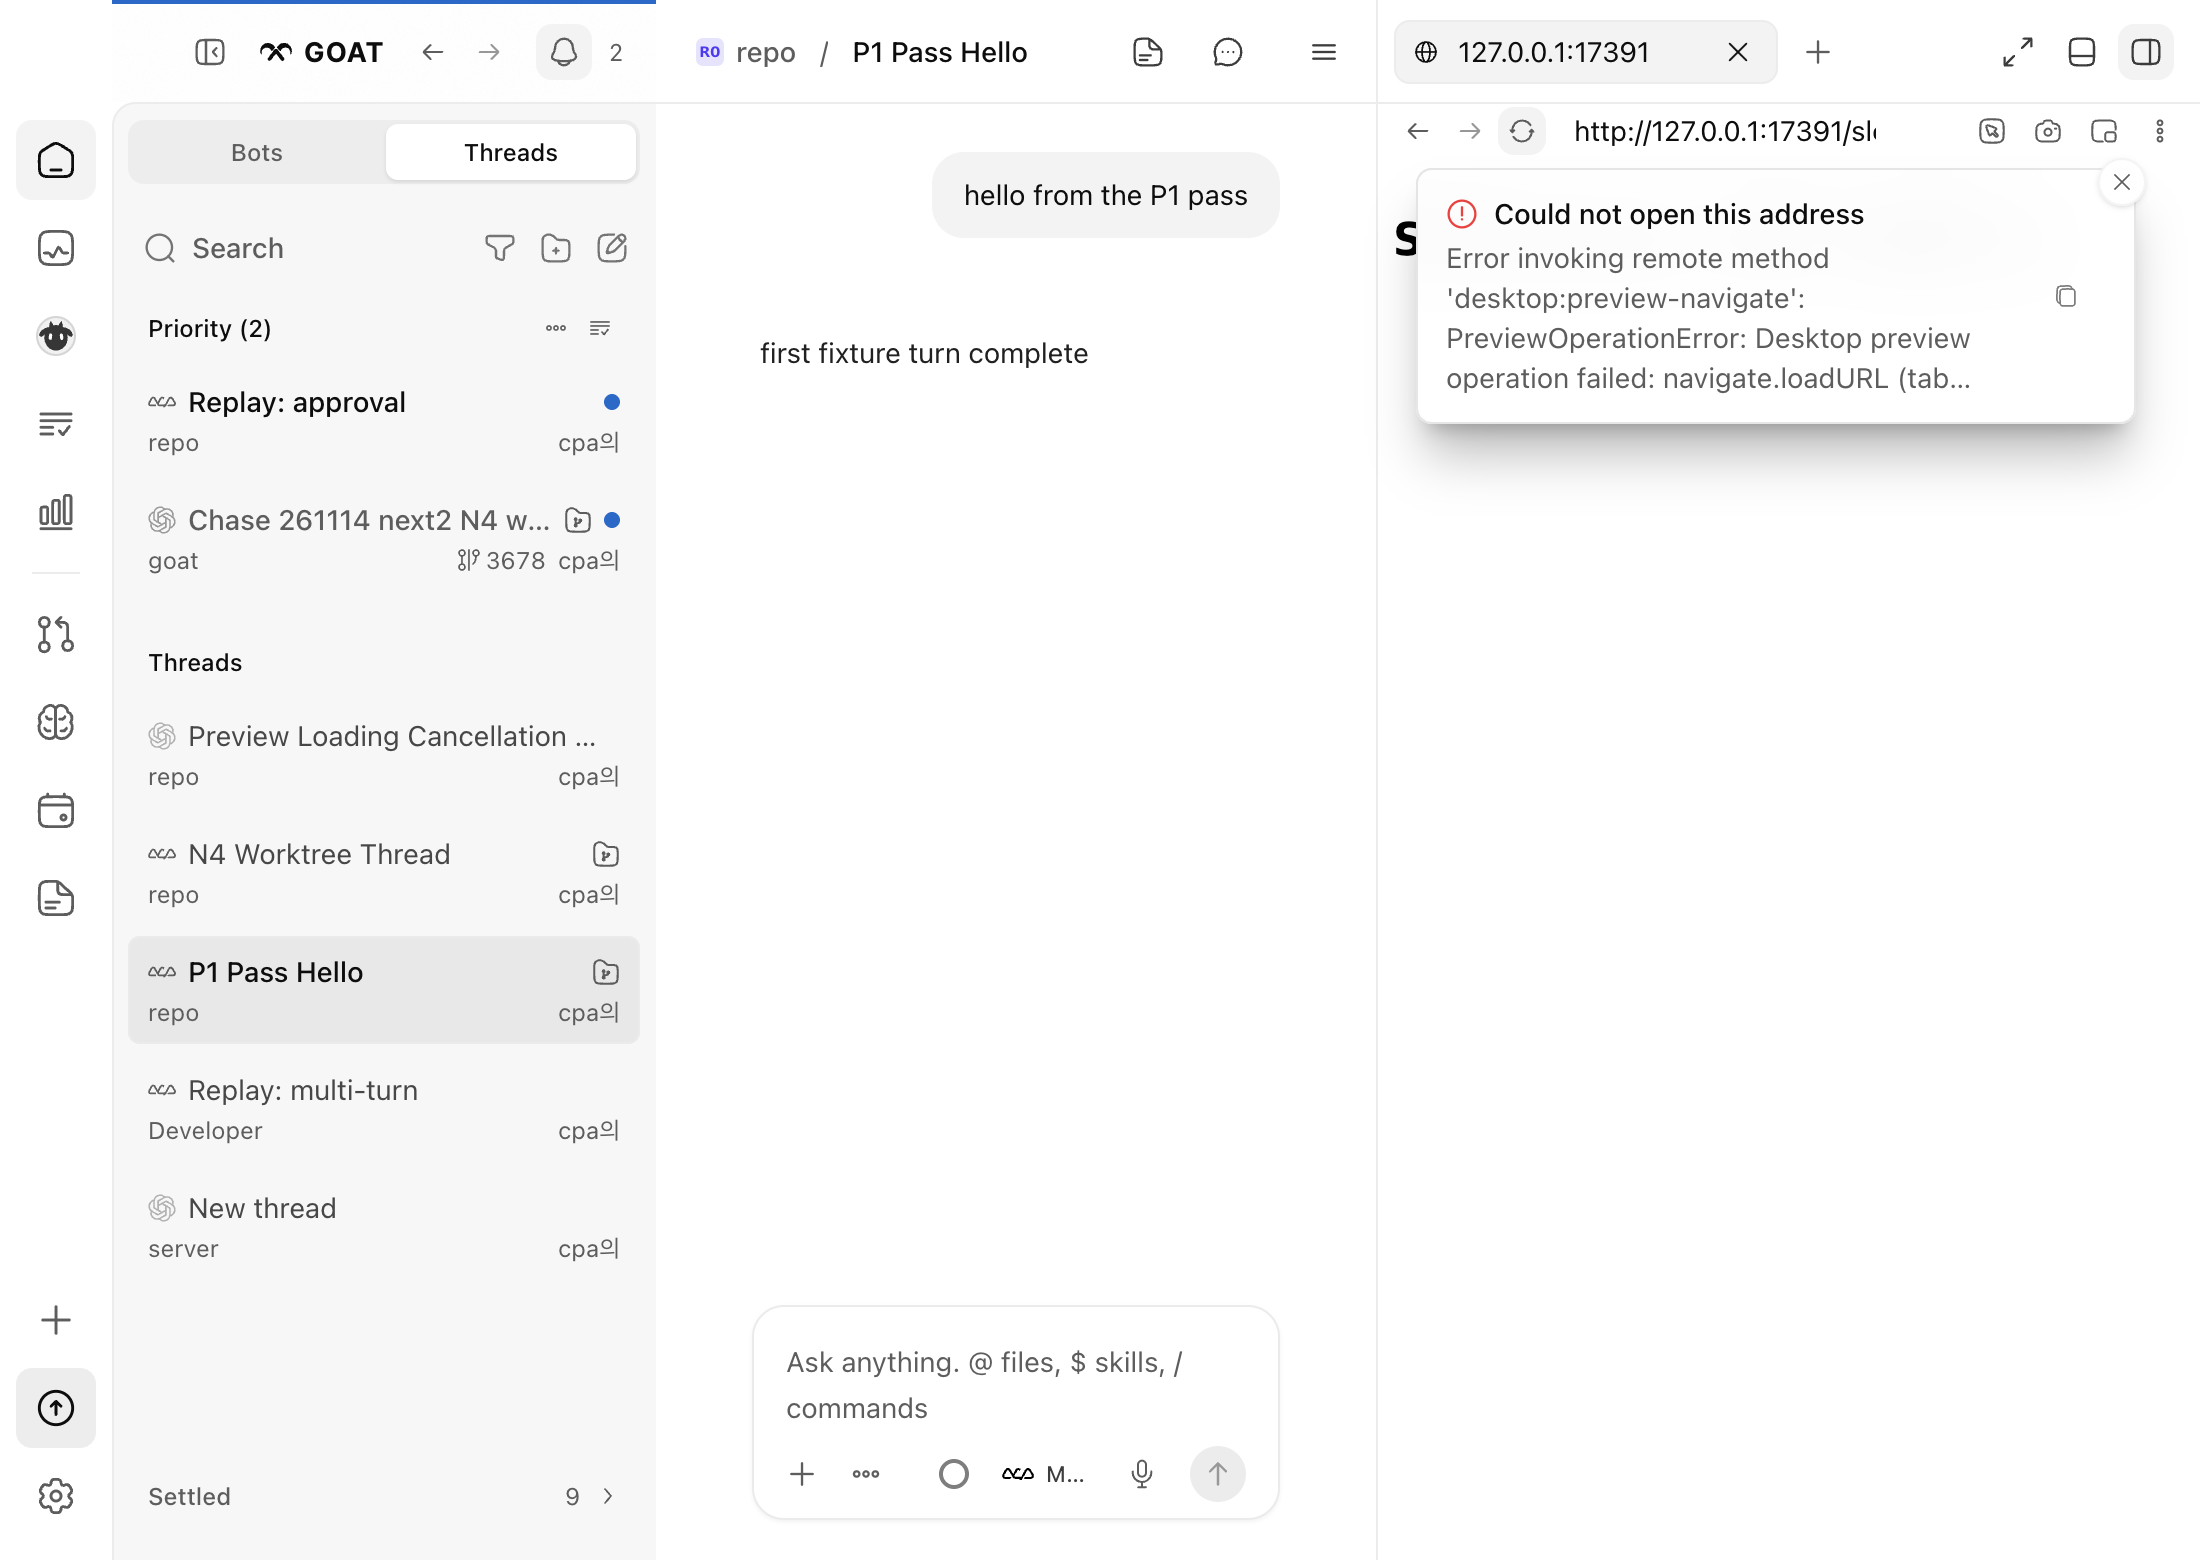 GOAT
2
RO repo / P1 Pass Hello
127.0.0.1:17391
Bots
Threads
Search
Priority (2)
Replay: approval
repo
cpa의
Chase 261114 next2 N4 w...
goat
3678 cpa의
Threads
Preview Loading Cancellation ...
repo
cpa의
N4 Worktree Thread
repo
cpa의
P1 Pass Hello
repo
cpa의
Replay: multi-turn
Developer
cpa의
New thread
server
cpa의
Settled
9
hello from the P1 pass
first fixture turn complete
Ask anything. @ files, $ skills, /
commands
M...
http://127.0.0.1:17391/sl
Could not open this address
Error invoking remote method
'desktop:preview-navigate':
PreviewOperationError: Desktop preview
operation failed: navigate.loadURL (tab...